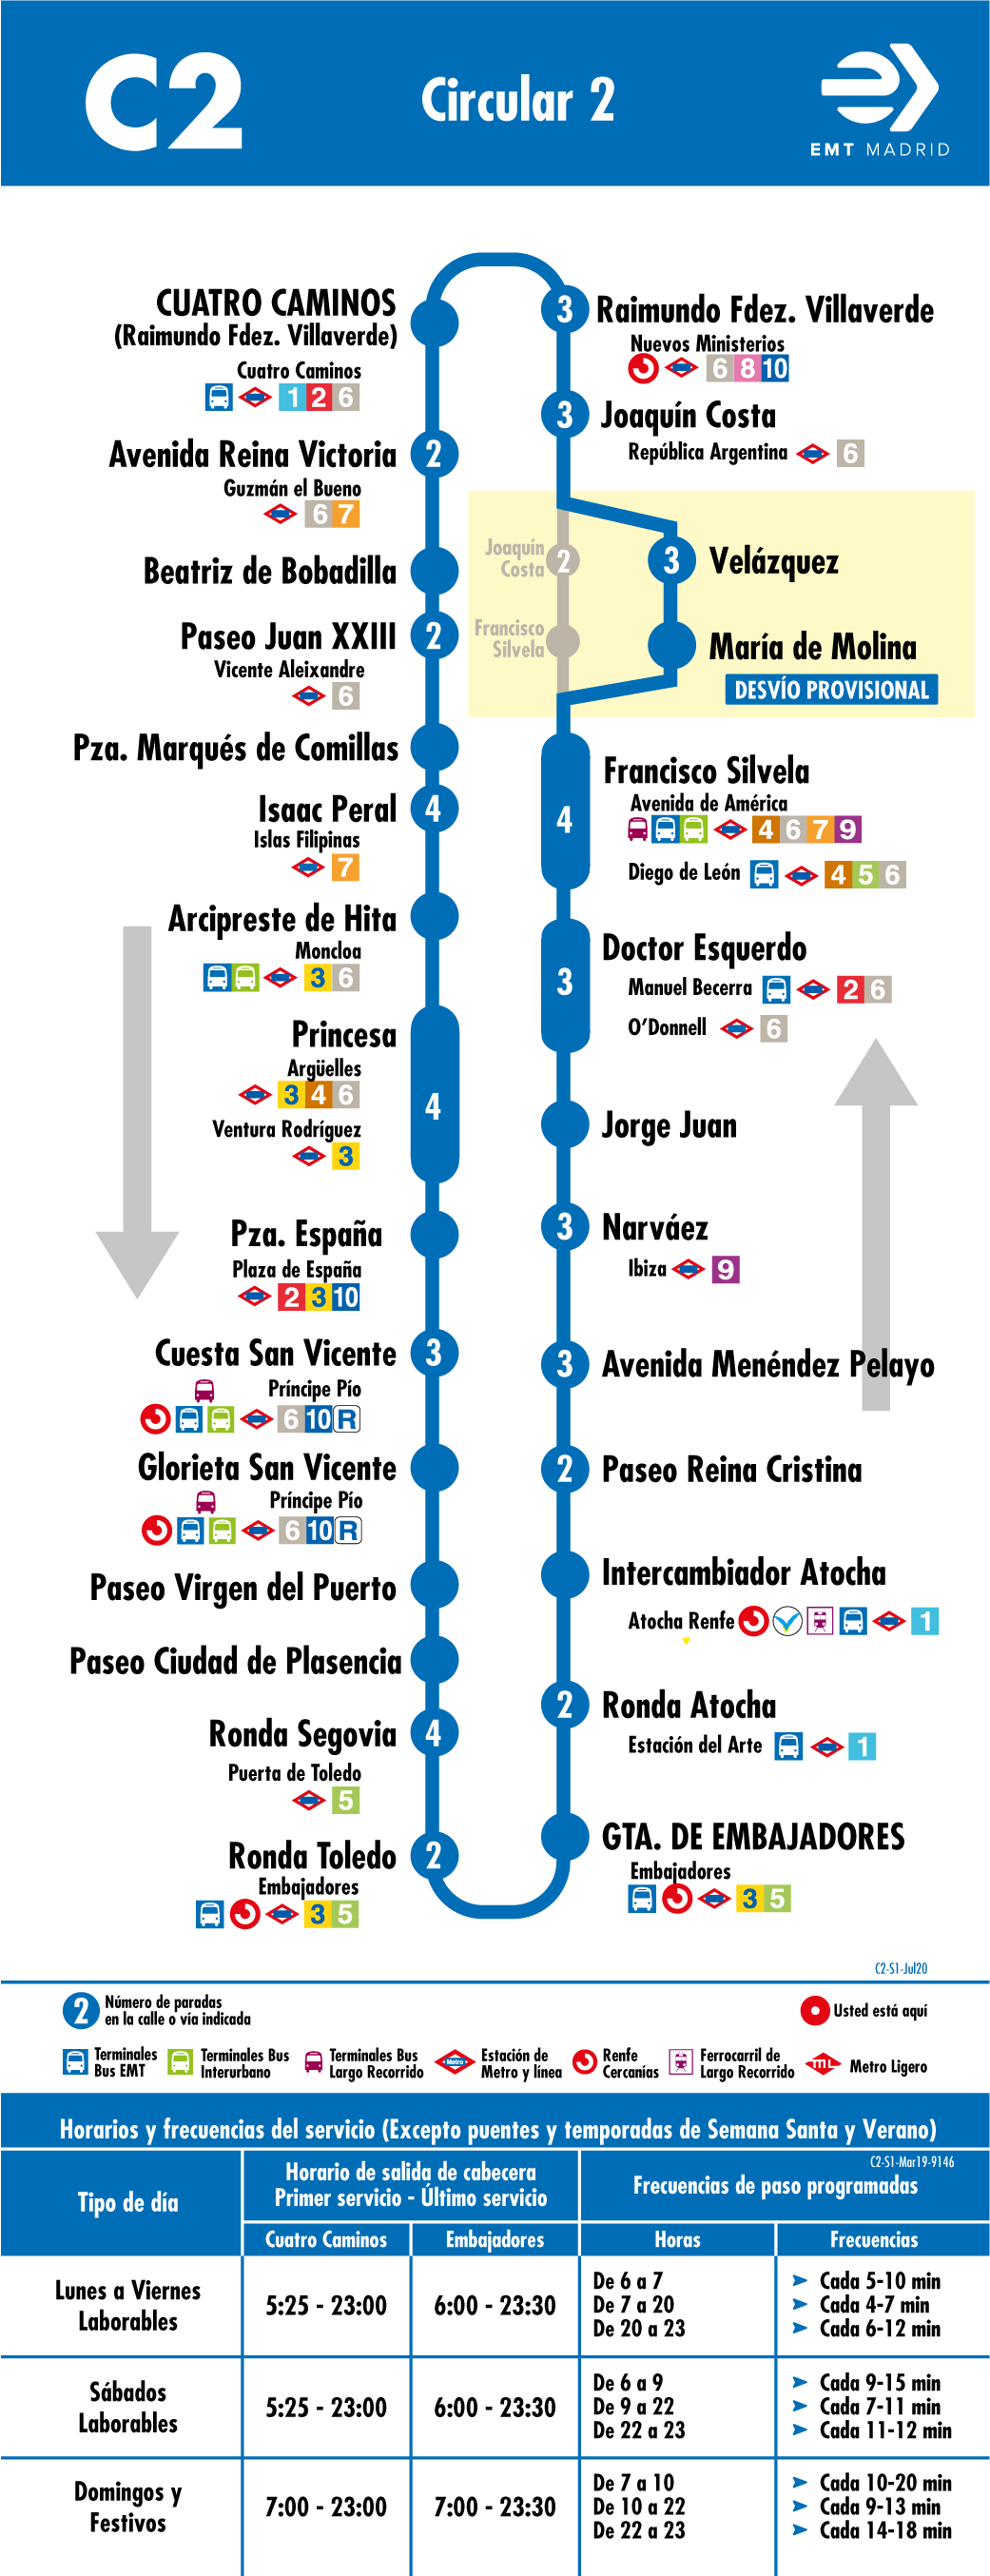 C2
Circular 2
EMT MADRID
CUATRO CAMINOS
(Raimundo Fdez. Villaverde)
Cuatro Caminos
1 2 6
Avenida Reina Victoria 2
Guzmán el Bueno
6 7
Beatriz de Bobadilla
Paseo Juan XXIII 2
Vicente Aleixandre
6
Pza. Marqués de Comillas
Isaac Peral 4
Islas Filipinas
7
Arcipreste de Hita
Moncloa
3 6
Princesa
Argüelles
3 4 6
4
Ventura Rodríguez
3
Pza. España
Plaza de España
2 3 10
Cuesta San Vicente 3
Príncipe Pío
6 10 R
Glorieta San Vicente
Príncipe Pío
6 10 R
Paseo Virgen del Puerto
Paseo Ciudad de Plasencia
Ronda Segovia 4
Puerta de Toledo
5
Ronda Toledo 2
Embajadores
3 5
3 Raimundo Fdez. Villaverde
Nuevos Ministerios
6 8 10
3 Joaquín Costa
República Argentina 6
Joaquín
Costa 2
Francisco
Silvela
3 Velázquez
María de Molina
DESVÍO PROVISIONAL
Francisco Silvela
Avenida de América
4 6 7 9
4
Diego de León 4 5 6
Doctor Esquerdo
3
Manuel Becerra 2 6
O'Donnell 6
Jorge Juan
3 Narváez
Ibiza 9
3 Avenida Menéndez Pelayo
2 Paseo Reina Cristina
Intercambiador Atocha
Atocha Renfe 1
2 Ronda Atocha
Estación del Arte 1
GTA. DE EMBAJADORES
Embajadores
3 5
C2-S1-Jul20
2 Número de paradas
en la calle o vía indicada
Usted está aquí
Terminales
Bus EMT
Terminales Bus
Interurbano
Terminales Bus
Largo Recorrido
Metro
Estación de
Metro y línea
Renfe
Cercanías
Ferrocarril de
Largo Recorrido
ML
Metro Ligero
Horarios y frecuencias del servicio (Excepto puentes y temporadas de Semana Santa y Verano)
C2-S1-Mar19-9146
Tipo de día
Horario de salida de cabecera
Primer servicio - Último servicio
Frecuencias de paso programadas
Cuatro Caminos Embajadores Horas Frecuencias
Lunes a Viernes
Laborables
5:25 - 23:00 6:00 - 23:30
De 6 a 7 Cada 5-10 min
De 7 a 20 Cada 4-7 min
De 20 a 23 Cada 6-12 min
Sábados
Laborables
5:25 - 23:00 6:00 - 23:30
De 6 a 9 Cada 9-15 min
De 9 a 22 Cada 7-11 min
De 22 a 23 Cada 11-12 min
Domingos y
Festivos
7:00 - 23:00 7:00 - 23:30
De 7 a 10 Cada 10-20 min
De 10 a 22 Cada 9-13 min
De 22 a 23 Cada 14-18 min